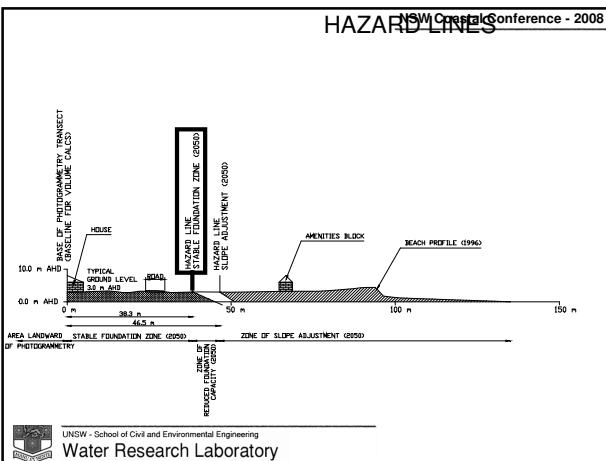 HAZARD LINES
NSW Coastal Conference - 2008
BASE OF PHOTOGRAMMETRY TRANSECT
(BASELINE FOR VOLUME CALCS)
HOUSE
HAZARD LINE
STABLE FOUNDATION ZONE (2050)
HAZARD LINE
SLOPE ADJUSTMENT (2050)
AMENITIES BLOCK
BEACH PROFILE (1996)
10.0 m AHD
TYPICAL
GROUND LEVEL
3.0 m AHD
ROAD
0.0 m AHD
0 m
50 m
100 m
150 m
38.3 m
46.5 m
AREA LANDWARD
OF PHOTOGRAMMETRY
STABLE FOUNDATION ZONE (2050)
ZONE OF
REDUCED FOUNDATION
CAPACITY (2050)
ZONE OF SLOPE ADJUSTMENT (2050)
UNSW - School of Civil and Environmental Engineering
Water Research Laboratory